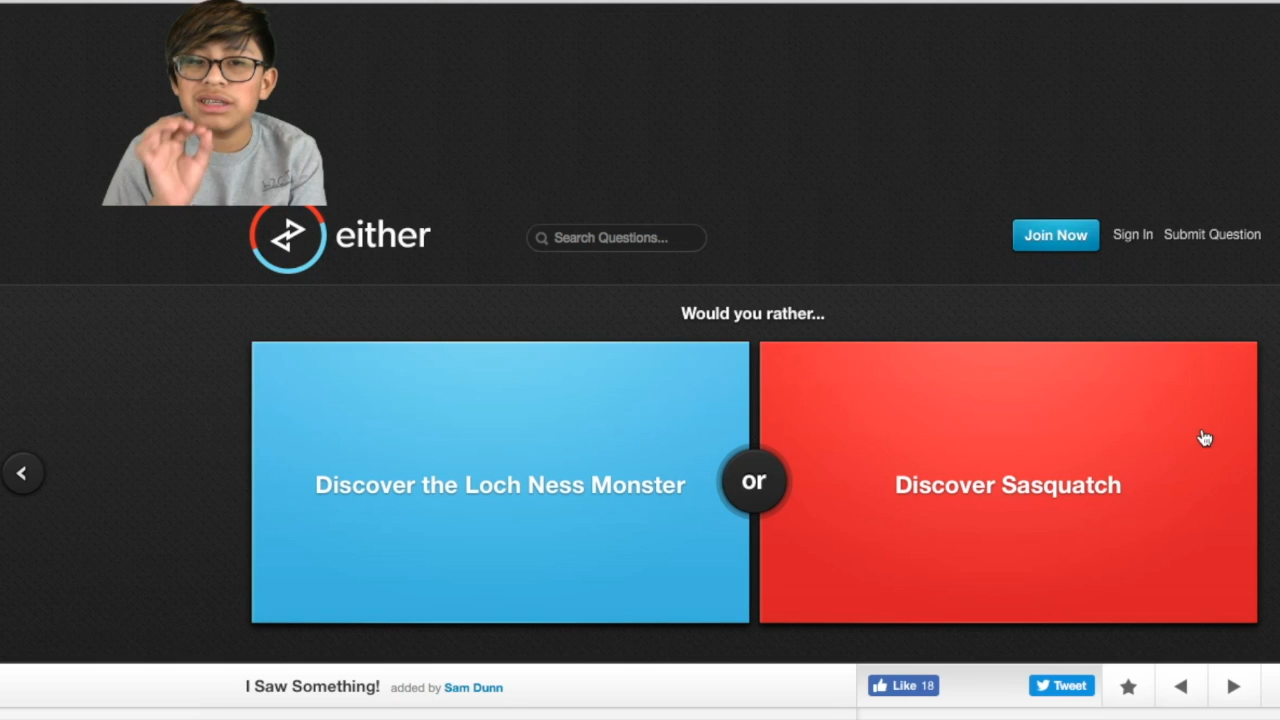 either
Search Questions...
Join Now
Sign In
Submit Question
Would you rather...
Discover the Loch Ness Monster
or
Discover Sasquatch
I Saw Something! added by Sam Dunn
Like 18
Tweet